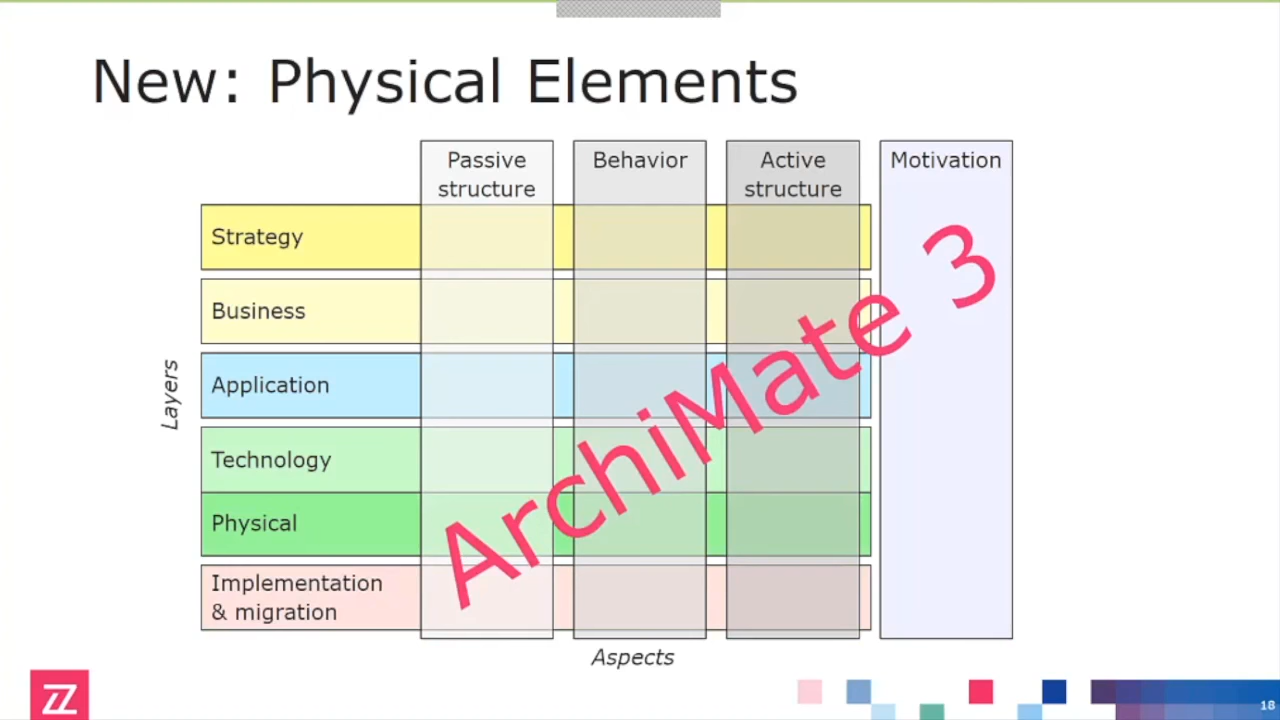 New: Physical Elements
Passive
structure
Behavior
Active
structure
Motivation
Strategy
Business
Application
Technology
Physical
Implementation
& migration
Layers
Aspects
ArchiMate 3
ZZ
18